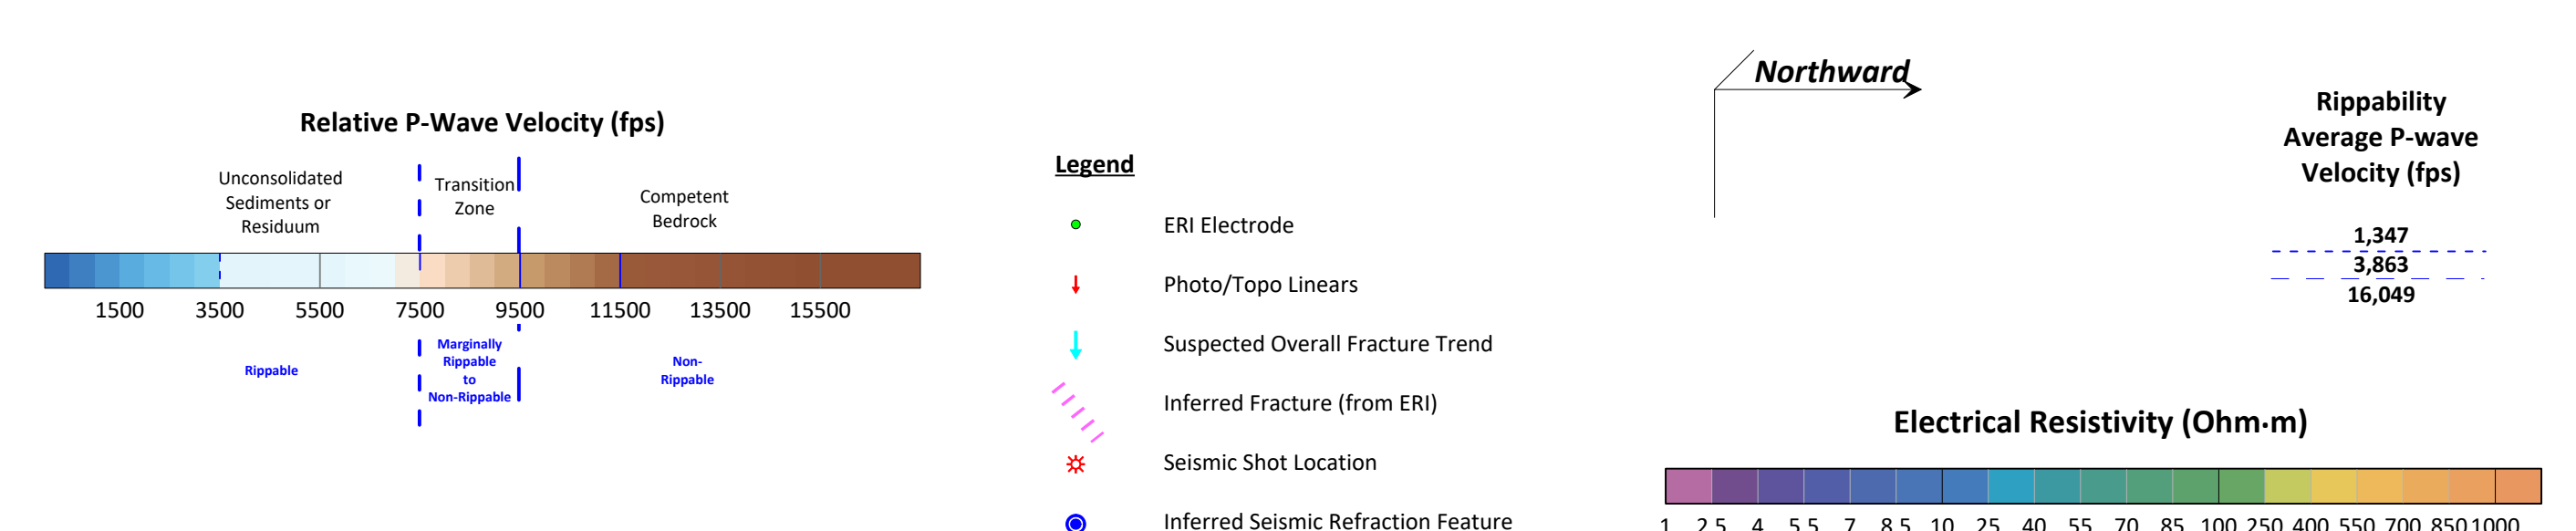 Relative P-Wave Velocity (fps)
Unconsolidated
Sediments or
Residuum
Transition
Zone
Competent
Bedrock
1500 3500 5500 7500 9500 11500 13500 15500
Rippable
Marginally
Rippable
to
Non-Rippable
Non-
Rippable
Legend
ERI Electrode
Photo/Topo Linears
Suspected Overall Fracture Trend
Inferred Fracture (from ERI)
Seismic Shot Location
Inferred Seismic Refraction Feature
Northward
Rippability
Average P-wave
Velocity (fps)
1,347
3,863
16,049
Electrical Resistivity (Ohm·m)
1 2.5 4 5.5 7 8.5 10 25 40 55 70 85 100 250 400 550 700 850 1000